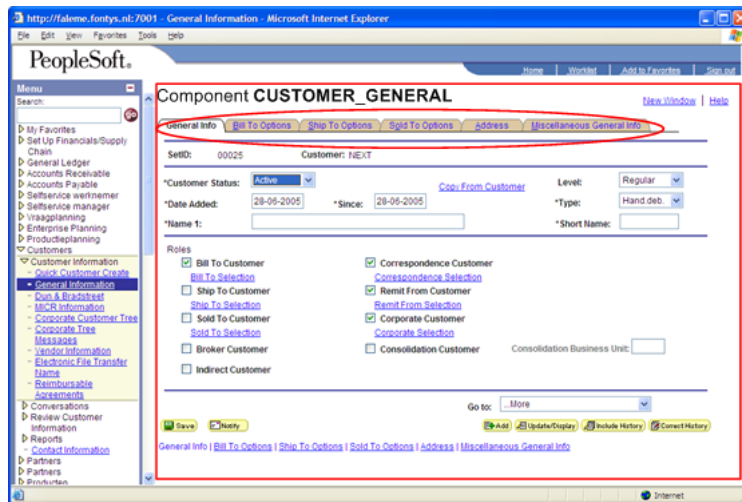 http://faleme.fontys.nl:7001 - General Information - Microsoft Internet Explorer
File Edit View Favorites Tools Help
PeopleSoft.
Home Worklist Add to Favorites Sign out
Menu
Search:
My Favorites
Set Up Financials/Supply
Chain
General Ledger
Accounts Receivable
Accounts Payable
Selfservice werknemer
Selfservice manager
Vraagplanning
Enterprise Planning
Productieplanning
Customers
Customer Information
- Quick Customer Create
- General Information
- Dun & Bradstreet
- MICR Information
- Corporate Customer Tree
- Corporate Tree
Messages
- Vendor Information
- Electronic File Transfer
Name
- Reimbursable
Agreements
Conversations
Review Customer
Information
Reports
- Contact Information
Partners
Partners
Producten
Component CUSTOMER_GENERAL
New Window | Help
General Info Bill To Options Ship To Options Sold To Options Address Miscellaneous General Info
SetID: 00025 Customer: NEXT
*Customer Status: Active Copy From Customer Level: Regular
*Date Added: 28-06-2005 *Since: 28-06-2005 *Type: Hand.deb.
*Name 1: *Short Name:
Roles
Bill To Customer Correspondence Customer
Bill To Selection Correspondence Selection
Ship To Customer Remit From Customer
Ship To Selection Remit From Selection
Sold To Customer Corporate Customer
Sold To Selection Corporate Selection
Broker Customer Consolidation Customer Consolidation Business Unit:
Indirect Customer
Go to: ...More
Save Notify Add Update/Display Include History Correct History
General Info | Bill To Options | Ship To Options | Sold To Options | Address | Miscellaneous General Info
Internet